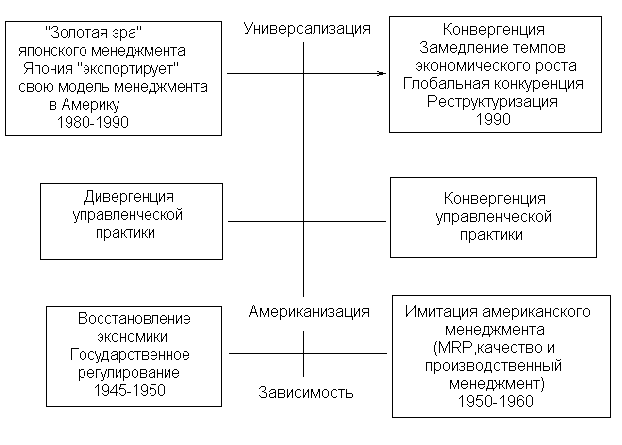 "Золотая эра"
японского менеджмента
Япония "экспортирует"
свою модель менеджмента
в Америку
1980-1990
Универсализация
Конвергенция
Замедление темпов
экономического роста
Глобальная конкуренция
Реструктуризация
1990
Дивергенция
управленческой
практики
Конвергенция
управленческой
практики
Восстановление
экономики
Государственное
регулирование
1945-1950
Американизация
Зависимость
Имитация американского
менеджмента
(MRP,качество и
производственный
менеджмент)
1950-1960